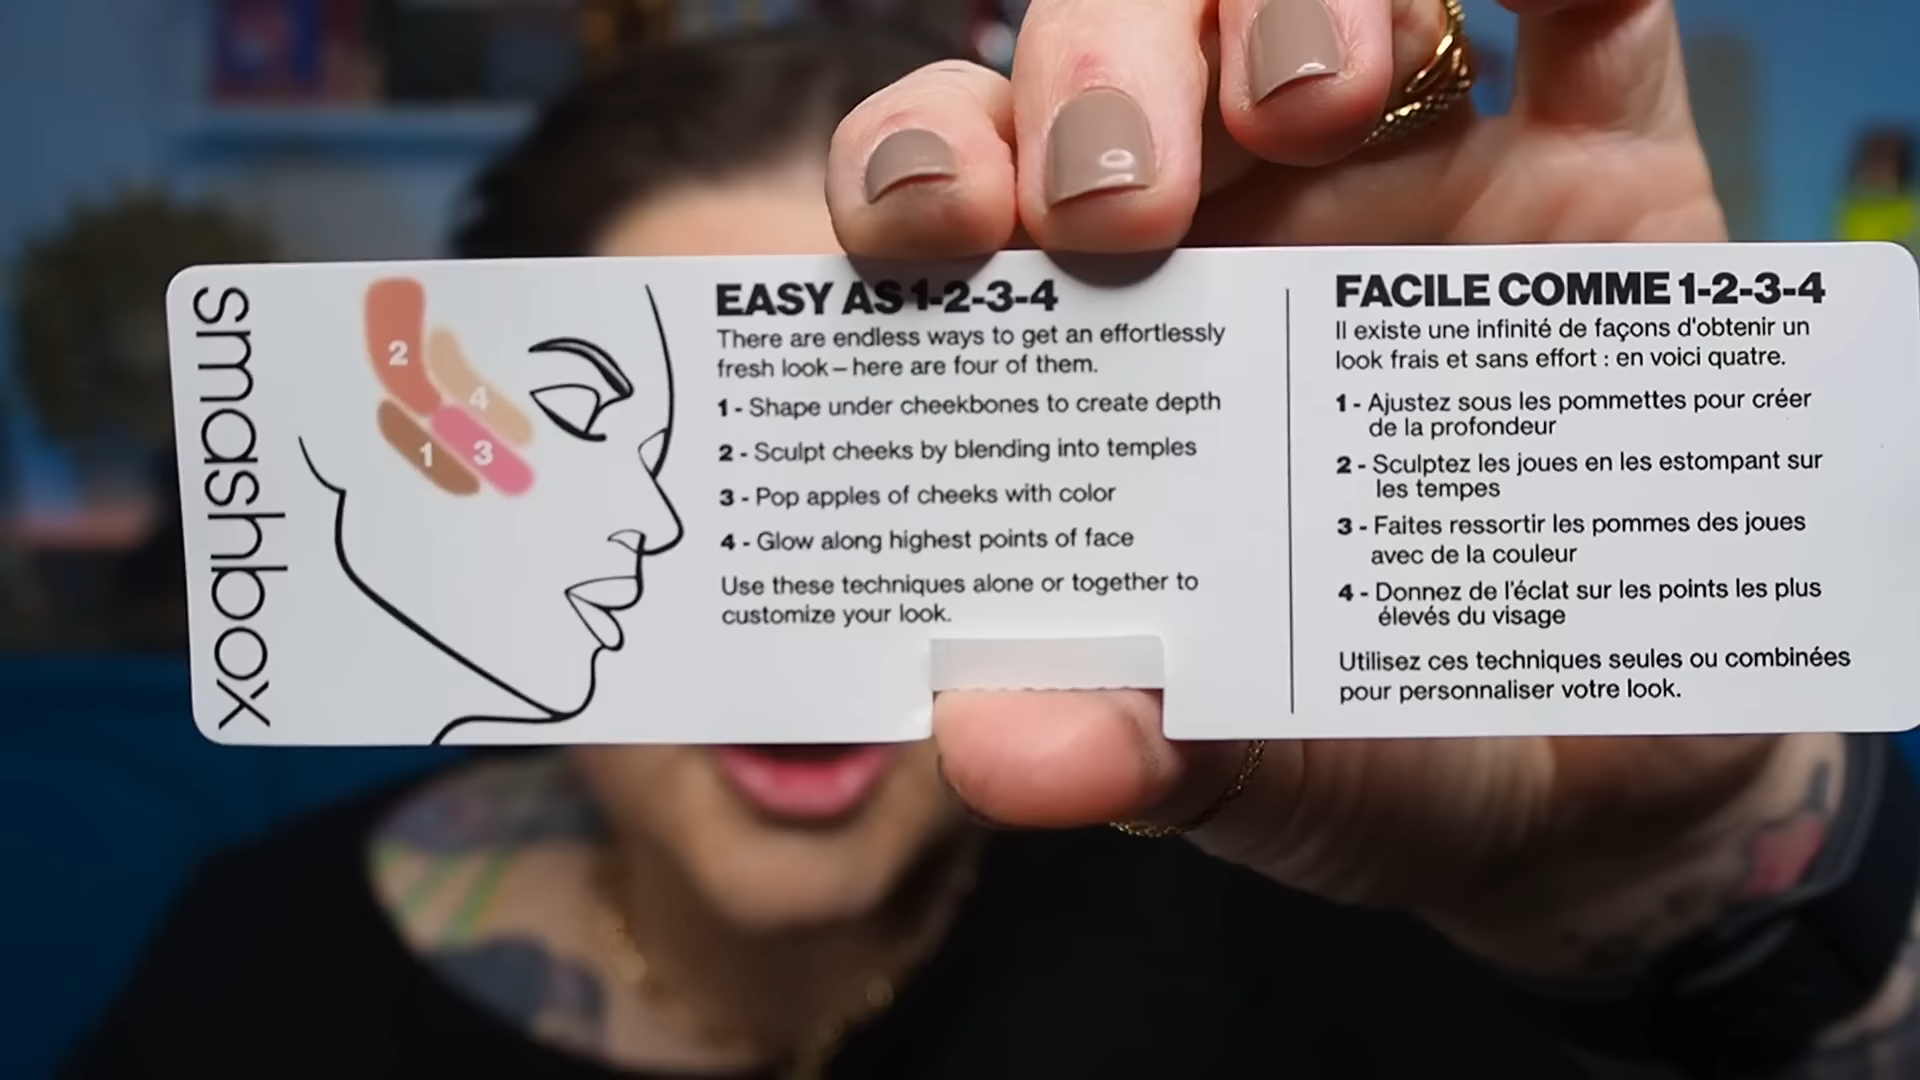 smashbox
2
4
1
3
EASY AS 1-2-3-4
There are endless ways to get an effortlessly
fresh look – here are four of them.
1 - Shape under cheekbones to create depth
2 - Sculpt cheeks by blending into temples
3 - Pop apples of cheeks with color
4 - Glow along highest points of face
Use these techniques alone or together to
customize your look.
FACILE COMME 1-2-3-4
Il existe une infinité de façons d'obtenir un
look frais et sans effort : en voici quatre.
1 - Ajustez sous les pommettes pour créer
de la profondeur
2 - Sculptez les joues en les estompant sur
les tempes
3 - Faites ressortir les pommes des joues
avec de la couleur
4 - Donnez de l'éclat sur les points les plus
élevés du visage
Utilisez ces techniques seules ou combinées
pour personnaliser votre look.